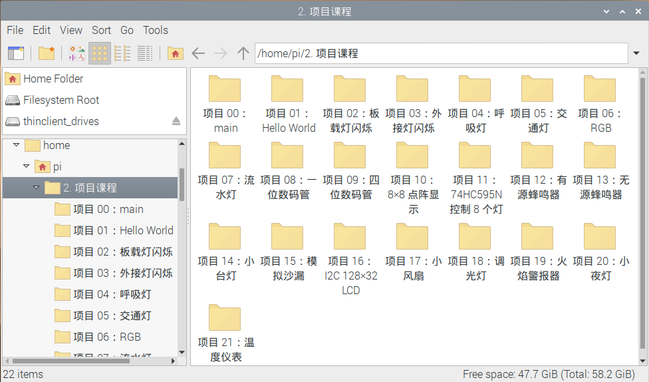 2. 项目课程
File Edit View Sort Go Tools
/home/pi/2. 项目课程
Home Folder
Filesystem Root
thinclient_drives
home
pi
2. 项目课程
项目 00：main
项目 01：Hello World
项目 02：板载灯闪烁
项目 03：外接灯闪烁
项目 04：呼吸灯
项目 05：交通灯
项目 06：RGB
项目 07：流水灯
项目 00：
main
项目 01：
Hello World
项目 02：板
载灯闪烁
项目 03：外
接灯闪烁
项目 04：呼
吸灯
项目 05：交
通灯
项目 06：
RGB
项目 07：流
水灯
项目 08：一
位数码管
项目 09：四
位数码管
项目 10：
8×8 点阵显
示
项目 11：
74HC595N
控制 8 个灯
项目 12：有
源蜂鸣器
项目 13：无
源蜂鸣器
项目 14：小
台灯
项目 15：模
拟沙漏
项目 16：
I2C 128×32
LCD
项目 17：小
风扇
项目 18：调
光灯
项目 19：火
焰警报器
项目 20：小
夜灯
项目 21：温
度仪表
22 items
Free space: 47.7 GiB (Total: 58.2 GiB)